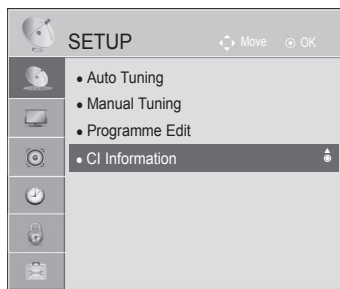 SETUP
Move OK
• Auto Tuning
• Manual Tuning
• Programme Edit
• CI Information